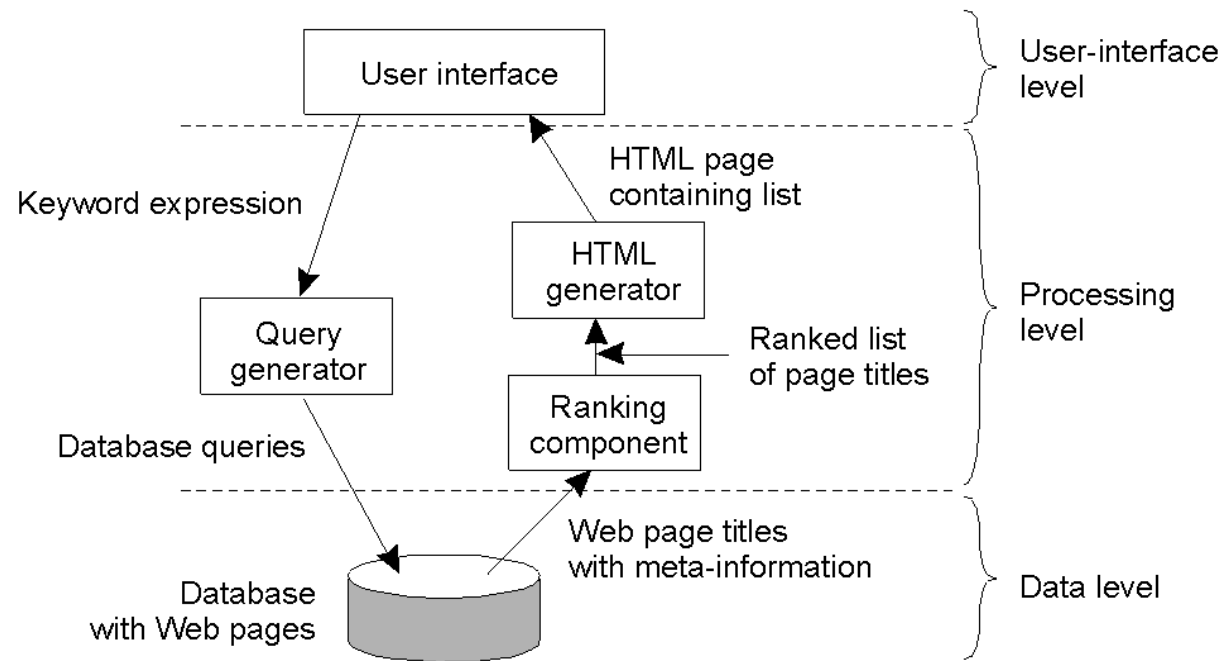 User interface
User-interface
level
HTML page
containing list
Keyword expression
HTML
generator
Processing
level
Query
generator
Ranked list
of page titles
Ranking
component
Database queries
Web page titles
with meta-information
Database
with Web pages
Data level